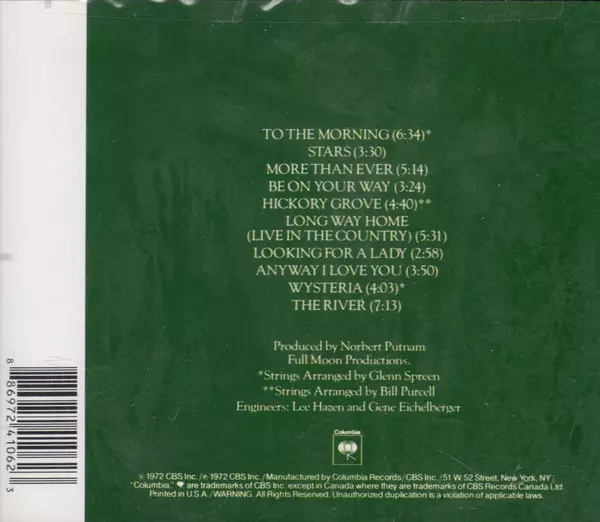 TO THE MORNING (6:34)*
STARS (3:30)
MORE THAN EVER (5:14)
BE ON YOUR WAY (3:24)
HICKORY GROVE (4:40)**
LONG WAY HOME
(LIVE IN THE COUNTRY) (5:31)
LOOKING FOR A LADY (2:58)
ANYWAY I LOVE YOU (3:50)
WYSTERIA (4:03)*
THE RIVER (7:13)
Produced by Norbert Putnam
Full Moon Productions.
*Strings Arranged by Glenn Spreen
**Strings Arranged by Bill Purcell
Engineers: Lee Hazen and Gene Eichelberger
8 86972 41062 3
Columbia
© 1972 CBS Inc./℗ 1972 CBS Inc./Manufactured by Columbia Records/CBS Inc./51 W. 52 Street, New York, NY/
"Columbia," are trademarks of CBS Inc. except in Canada where they are trademarks of CBS Records Canada Ltd.
Printed in U.S.A./WARNING: All Rights Reserved. Unauthorized duplication is a violation of applicable laws.